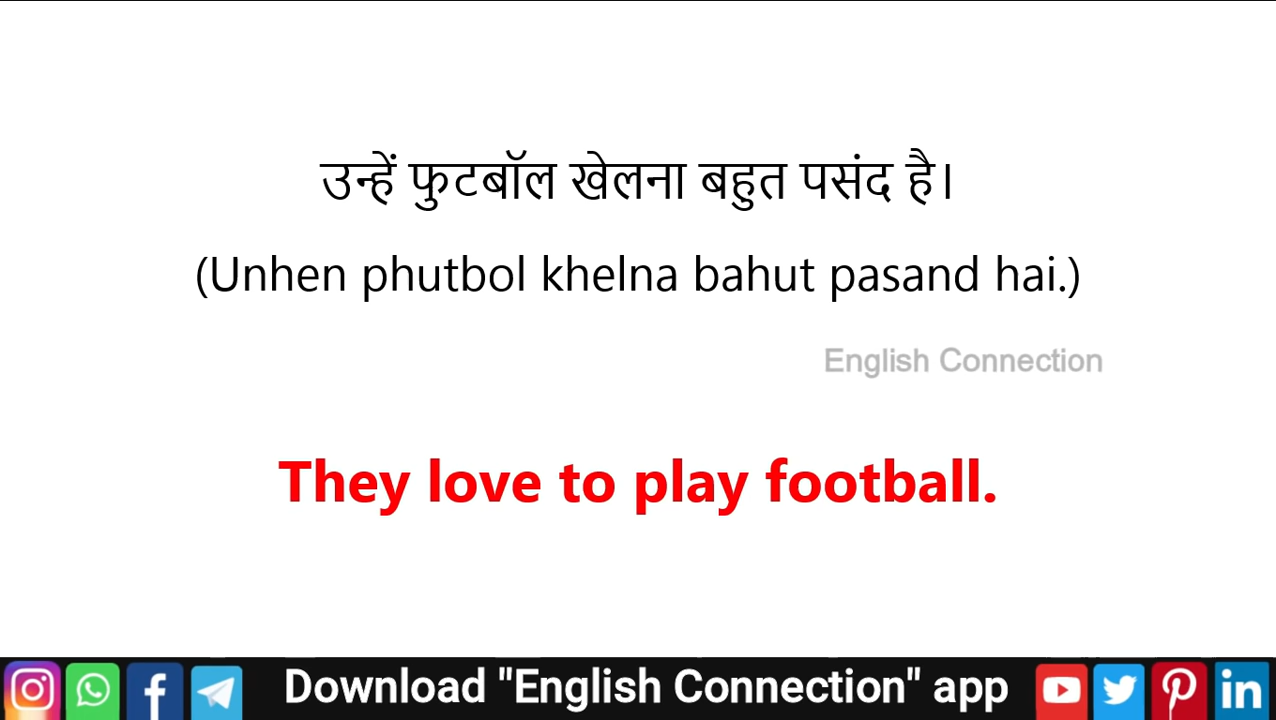 उन्हें फुटबॉल खेलना बहुत पसंद है।
(Unhen phutbol khelna bahut pasand hai.)
English Connection
They love to play football.
Download "English Connection" app